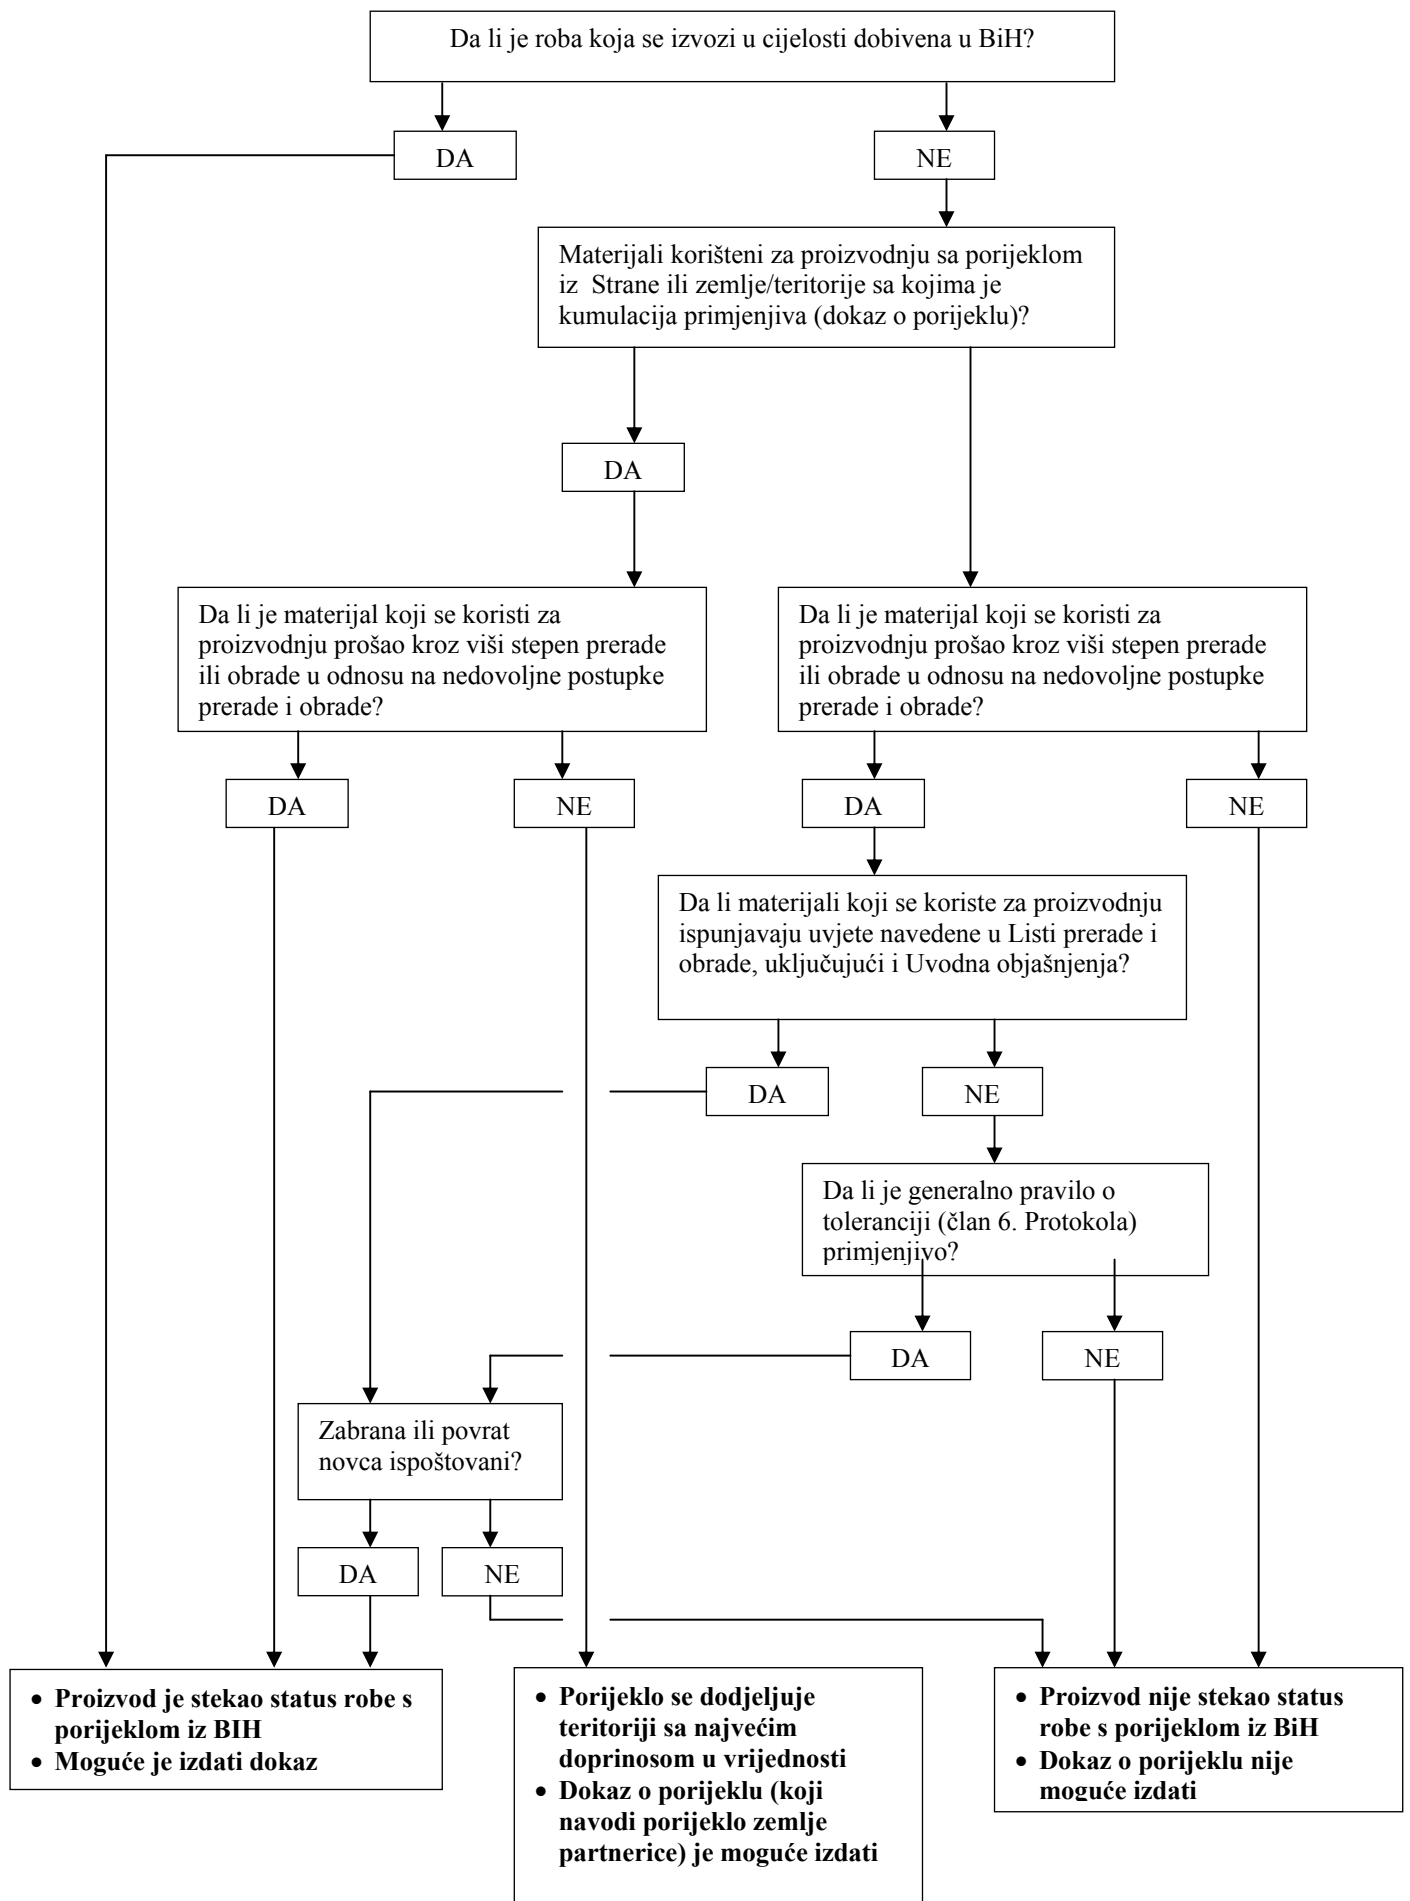 Da li je roba koja se izvozi u cijelosti dobivena u BiH?
DA
NE
Materijali korišteni za proizvodnju sa porijeklom
iz Strane ili zemlje/teritorije sa kojima je
kumulacija primjenjiva (dokaz o porijeklu)?
DA
Da li je materijal koji se koristi za
proizvodnju prošao kroz viši stepen prerade
ili obrade u odnosu na nedovoljne postupke
prerade i obrade?
Da li je materijal koji se koristi za
proizvodnju prošao kroz viši stepen prerade
ili obrade u odnosu na nedovoljne postupke
prerade i obrade?
DA
NE
DA
NE
Da li materijali koji se koriste za proizvodnju
ispunjavaju uvjete navedene u Listi prerade i
obrade, uključujući i Uvodna objašnjenja?
DA
NE
Da li je generalno pravilo o
toleranciji (član 6. Protokola)
primjenjivo?
DA
NE
Zabrana ili povrat
novca ispoštovani?
DA
NE
• Proizvod je stekao status robe s
porijeklom iz BIH
• Moguće je izdati dokaz
• Porijeklo se dodjeljuje
teritoriji sa najvećim
doprinosom u vrijednosti
• Dokaz o porijeklu (koji
navodi porijeklo zemlje
partnerice) je moguće izdati
• Proizvod nije stekao status
robe s porijeklom iz BiH
• Dokaz o porijeklu nije
moguće izdati